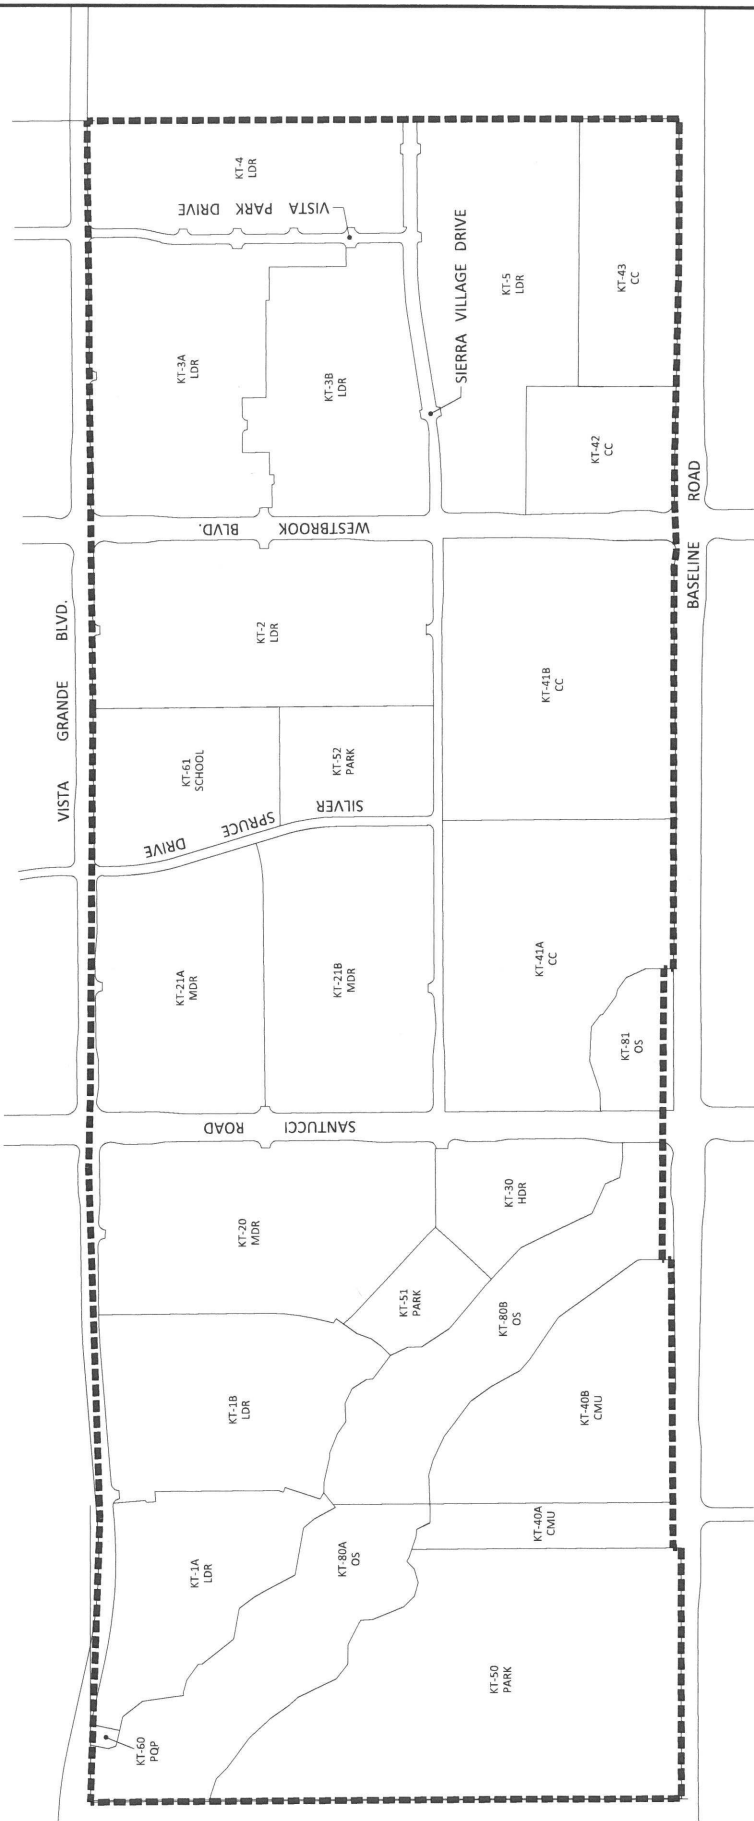 KT-4
LDR
VISTA PARK DRIVE
KT-3A
LDR
KT-3B
LDR
SIERRA VILLAGE DRIVE
KT-5
LDR
KT-43
CC
KT-42
CC
WESTBROOK BLVD.
BASELINE ROAD
VISTA GRANDE BLVD.
KT-2
LDR
KT-61
SCHOOL
KT-52
PARK
SILVER SPRUCE DRIVE
KT-41B
CC
KT-21A
MDR
KT-21B
MDR
KT-41A
CC
KT-81
OS
SANTUCCI ROAD
KT-20
MDR
KT-30
HDR
KT-51
PARK
KT-80B
OS
KT-1B
LDR
KT-40B
CMU
KT-40A
CMU
KT-1A
LDR
KT-80A
OS
KT-50
PARK
KT-60
PQP